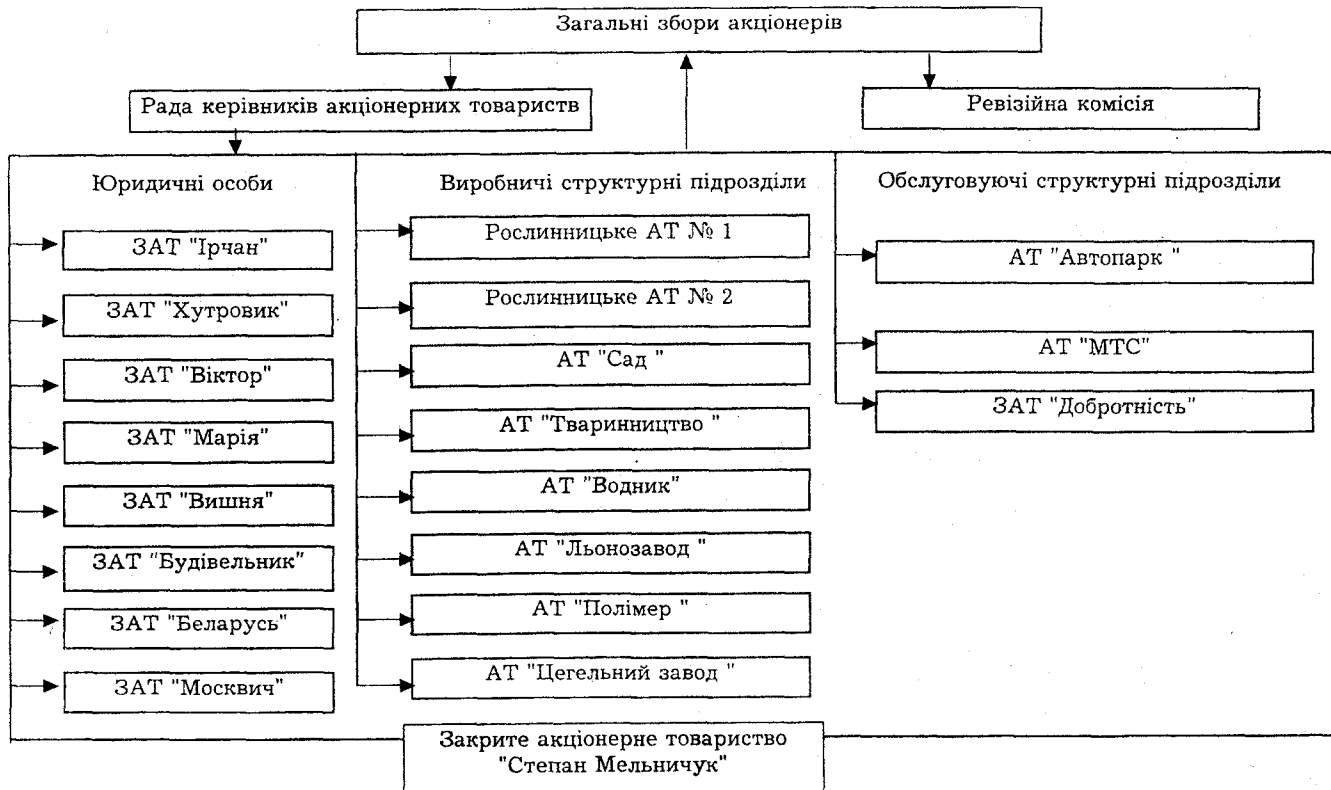 Загальні збори акціонерів
Рада керівників акціонерних товариств
Ревізійна комісія
Юридичні особи
ЗАТ "Ірчан"
ЗАТ "Хутровик"
ЗАТ "Віктор"
ЗАТ "Марія"
ЗАТ "Вишня"
ЗАТ "Будівельник"
ЗАТ "Беларусь"
ЗАТ "Москвич"
Виробничі структурні підрозділи
Рослинницьке АТ № 1
Рослинницьке АТ № 2
АТ "Сад "
АТ "Тваринництво "
АТ "Водник"
АТ "Льонозавод "
АТ "Полімер "
АТ "Цегельний завод "
Обслуговуючі структурні підрозділи
АТ "Автопарк "
АТ "МТС"
ЗАТ "Добротність"
Закрите акціонерне товариство
"Степан Мельничук"